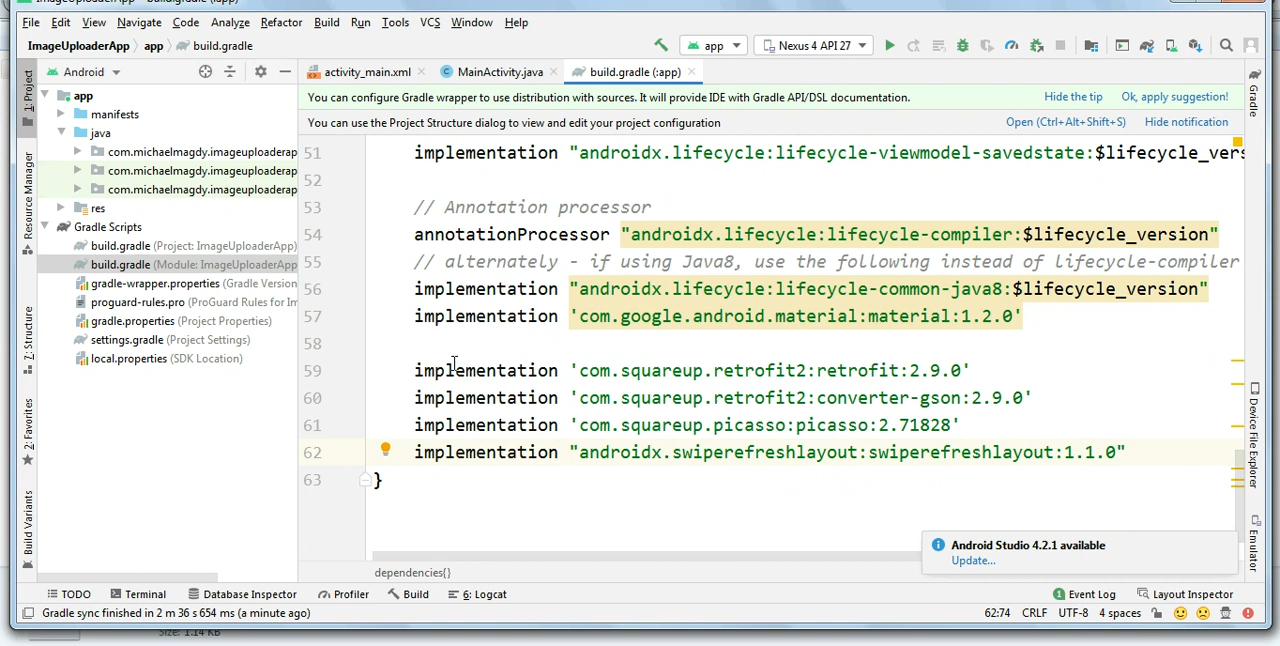 ImageUploaderApp - build.gradle (:app)
File Edit View Navigate Code Analyze Refactor Build Run Tools VCS Window Help
ImageUploaderApp app build.gradle app Nexus 4 API 27
1: Project
Resource Manager
7: Structure
2: Favorites
Build Variants
Android
app
manifests
java
com.michaelmagdy.imageuploaderap
com.michaelmagdy.imageuploaderap
com.michaelmagdy.imageuploaderap
res
Gradle Scripts
build.gradle (Project: ImageUploaderApp)
build.gradle (Module: ImageUploaderApp
gradle-wrapper.properties (Gradle Version
proguard-rules.pro (ProGuard Rules for Im
gradle.properties (Project Properties)
settings.gradle (Project Settings)
local.properties (SDK Location)
activity_main.xml MainActivity.java build.gradle (:app)
You can configure Gradle wrapper to use distribution with sources. It will provide IDE with Gradle API/DSL documentation. Hide the tip Ok, apply suggestion!
You can use the Project Structure dialog to view and edit your project configuration Open (Ctrl+Alt+Shift+S) Hide notification
51 implementation "androidx.lifecycle:lifecycle-viewmodel-savedstate:$lifecycle_vers
52
53 // Annotation processor
54 annotationProcessor "androidx.lifecycle:lifecycle-compiler:$lifecycle_version"
55 // alternately - if using Java8, use the following instead of lifecycle-compiler
56 implementation "androidx.lifecycle:lifecycle-common-java8:$lifecycle_version"
57 implementation 'com.google.android.material:material:1.2.0'
58
59 implementation 'com.squareup.retrofit2:retrofit:2.9.0'
60 implementation 'com.squareup.retrofit2:converter-gson:2.9.0'
61 implementation 'com.squareup.picasso:picasso:2.71828'
62 implementation "androidx.swiperefreshlayout:swiperefreshlayout:1.1.0"
63 }
dependencies{}
Android Studio 4.2.1 available
Update...
Gradle
Device File Explorer
Emulator
TODO Terminal Database Inspector Profiler Build 6: Logcat 1 Event Log Layout Inspector
Gradle sync finished in 2 m 36 s 654 ms (a minute ago) 62:74 CRLF UTF-8 4 spaces
Size: 1.14 KB